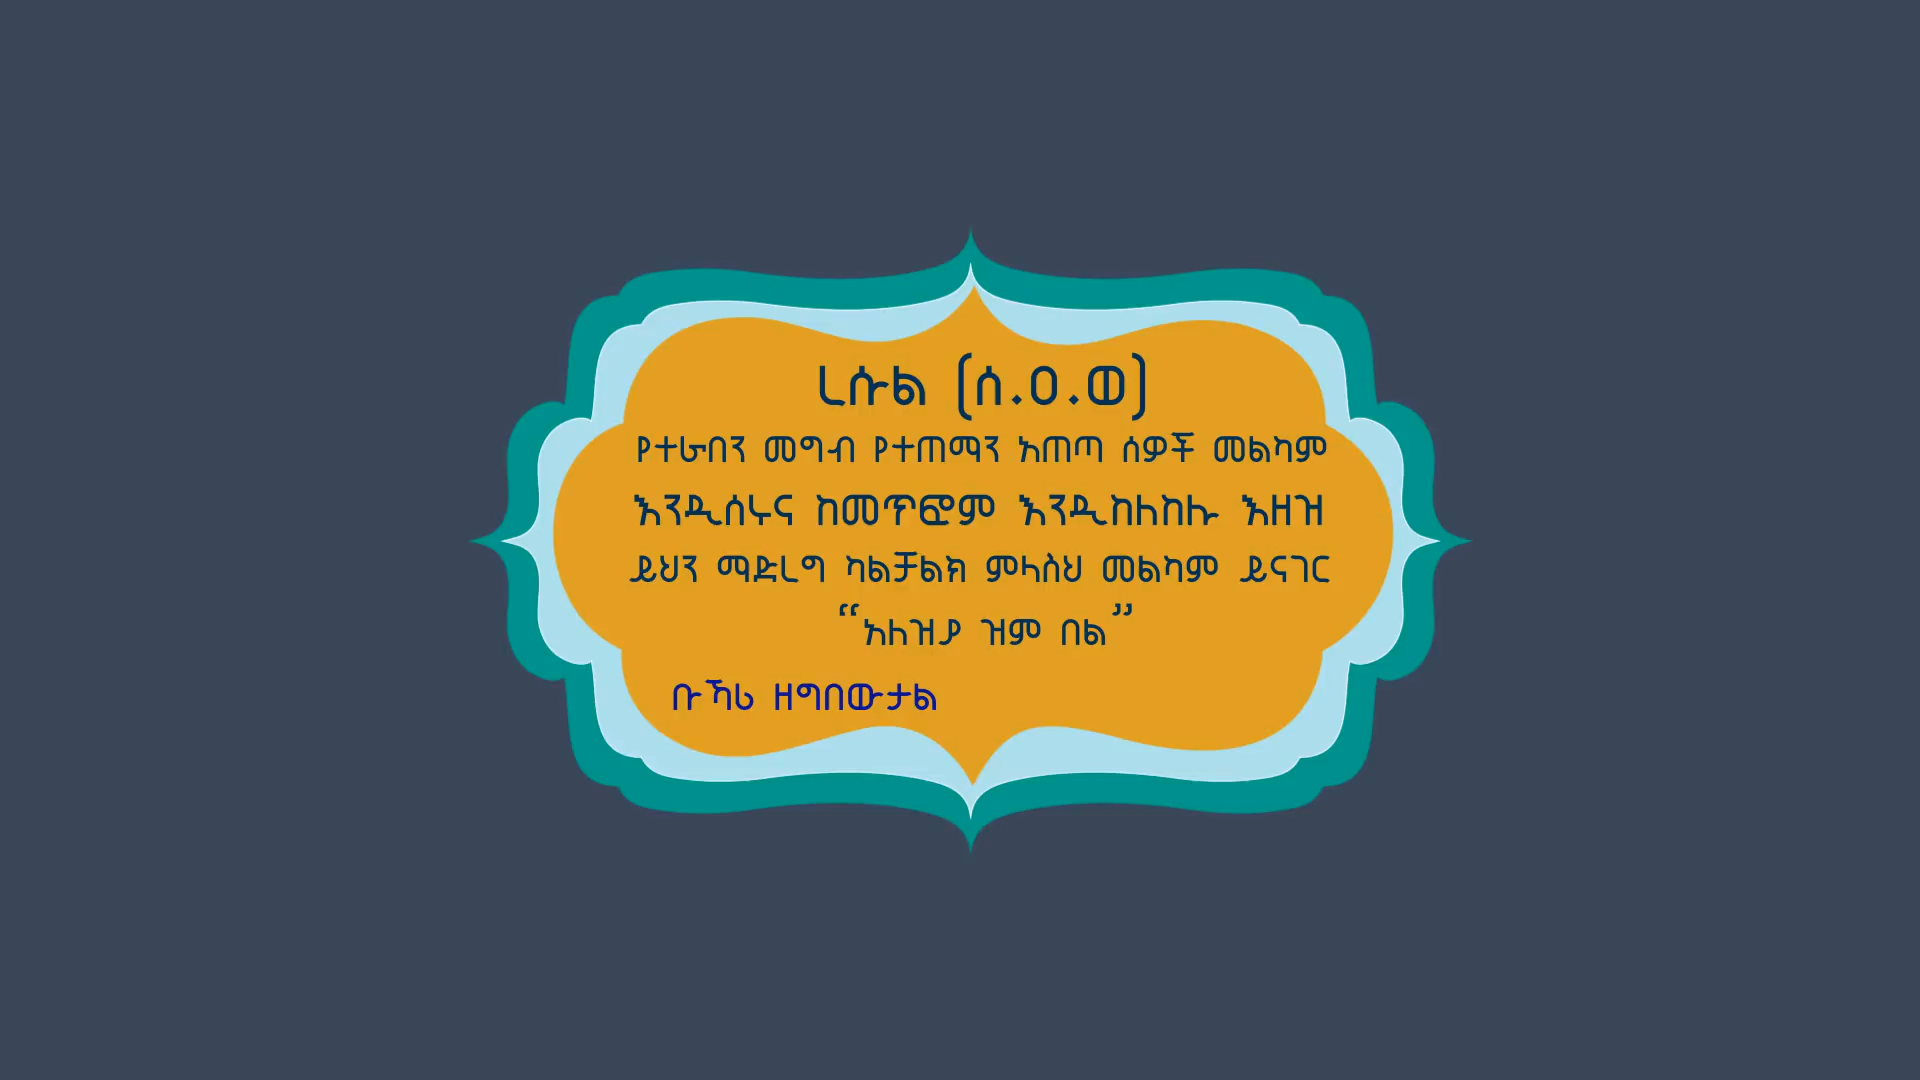 ረሱል (ሰ.ዐ.ወ)
የተራበን መግብ የተጠማን አጠጣ ሰዎች መልካም
እንዲሰሩና ከመጥፎም እንዲከለከሉ እዘዝ
ይህን ማድረግ ካልቻልክ ምላስህ መልካም ይናገር
“አለዝያ ዝም በል”
ቡኻሪ ዘግበውታል